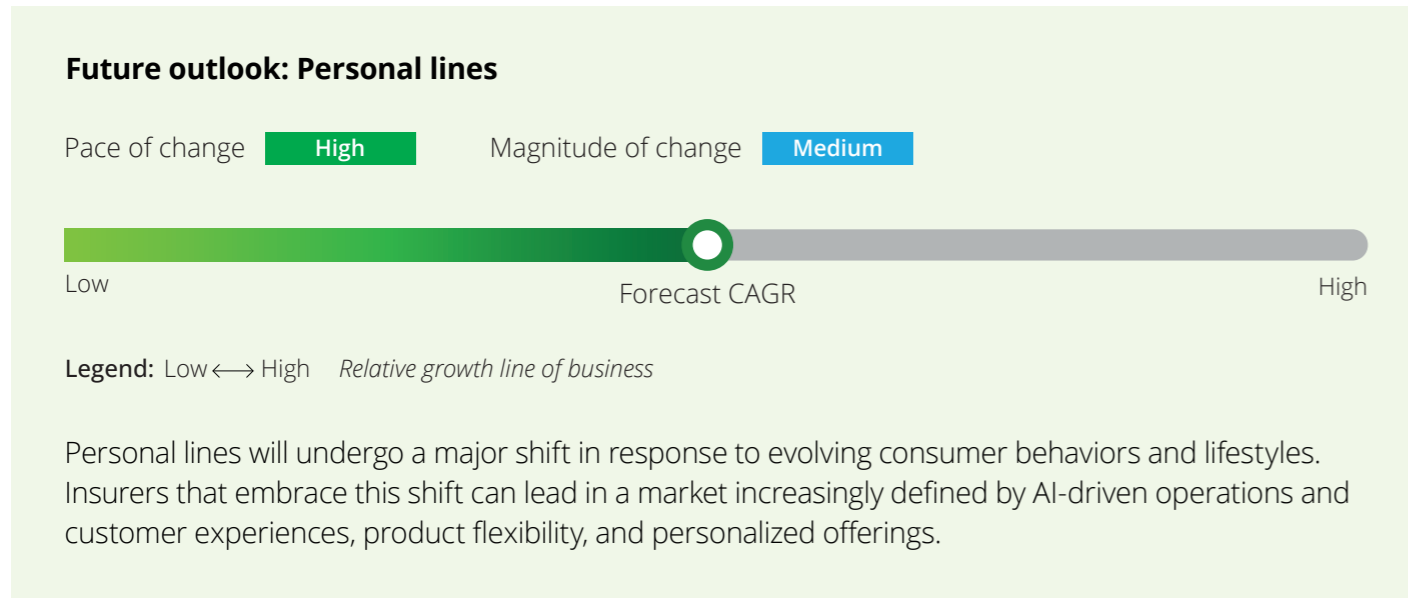 Future outlook: Personal lines
Pace of change High Magnitude of change Medium
Low
Forecast CAGR
High
Legend: Low ⟷ High Relative growth line of business
Personal lines will undergo a major shift in response to evolving consumer behaviors and lifestyles.
Insurers that embrace this shift can lead in a market increasingly defined by AI-driven operations and
customer experiences, product flexibility, and personalized offerings.